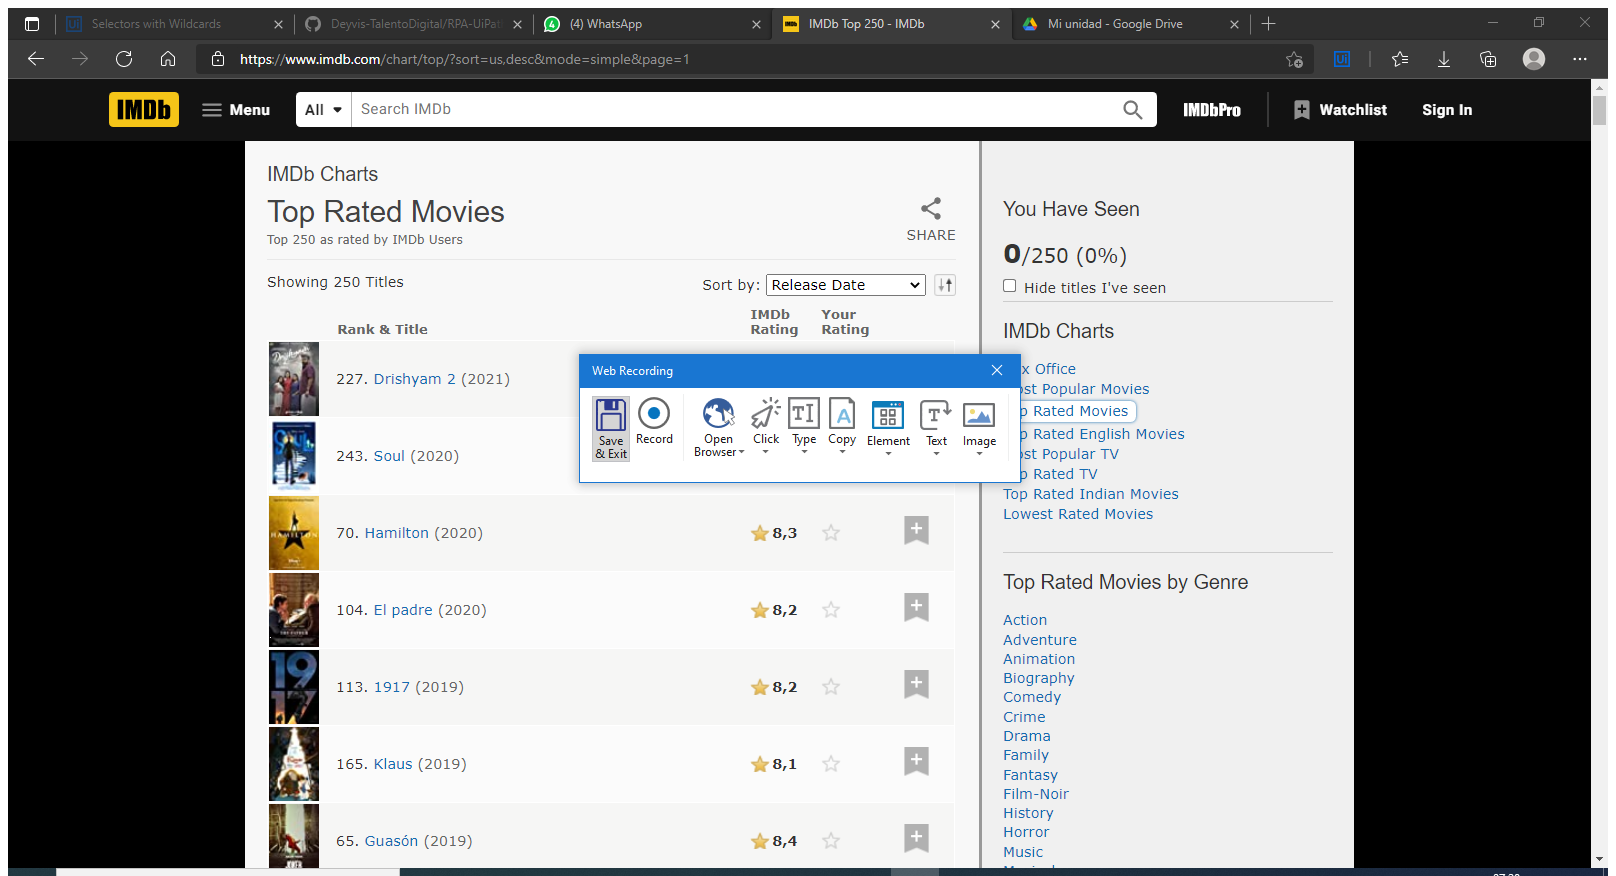 Selectors with Wildcards
Deyvis-TalentoDigital/RPA-UiPat
(4) WhatsApp
IMDb Top 250 - IMDb
Mi unidad - Google Drive
https://www.imdb.com/chart/top/?sort=us,desc&mode=simple&page=1
IMDb
Menu
All
Search IMDb
IMDbPro
Watchlist
Sign In
IMDb Charts
Top Rated Movies
Top 250 as rated by IMDb Users
SHARE
Showing 250 Titles
Sort by:
Release Date
Rank & Title
IMDb Rating
Your Rating
227. Drishyam 2 (2021)
243. Soul (2020)
70. Hamilton (2020)
8,3
104. El padre (2020)
8,2
113. 1917 (2019)
8,2
165. Klaus (2019)
8,1
65. Guasón (2019)
8,4
Web Recording
Save & Exit
Record
Open Browser
Click
Type
Copy
Element
Text
Image
You Have Seen
0/250 (0%)
Hide titles I've seen
IMDb Charts
x Office
ost Popular Movies
p Rated Movies
p Rated English Movies
ost Popular TV
p Rated TV
Top Rated Indian Movies
Lowest Rated Movies
Top Rated Movies by Genre
Action
Adventure
Animation
Biography
Comedy
Crime
Drama
Family
Fantasy
Film-Noir
History
Horror
Music